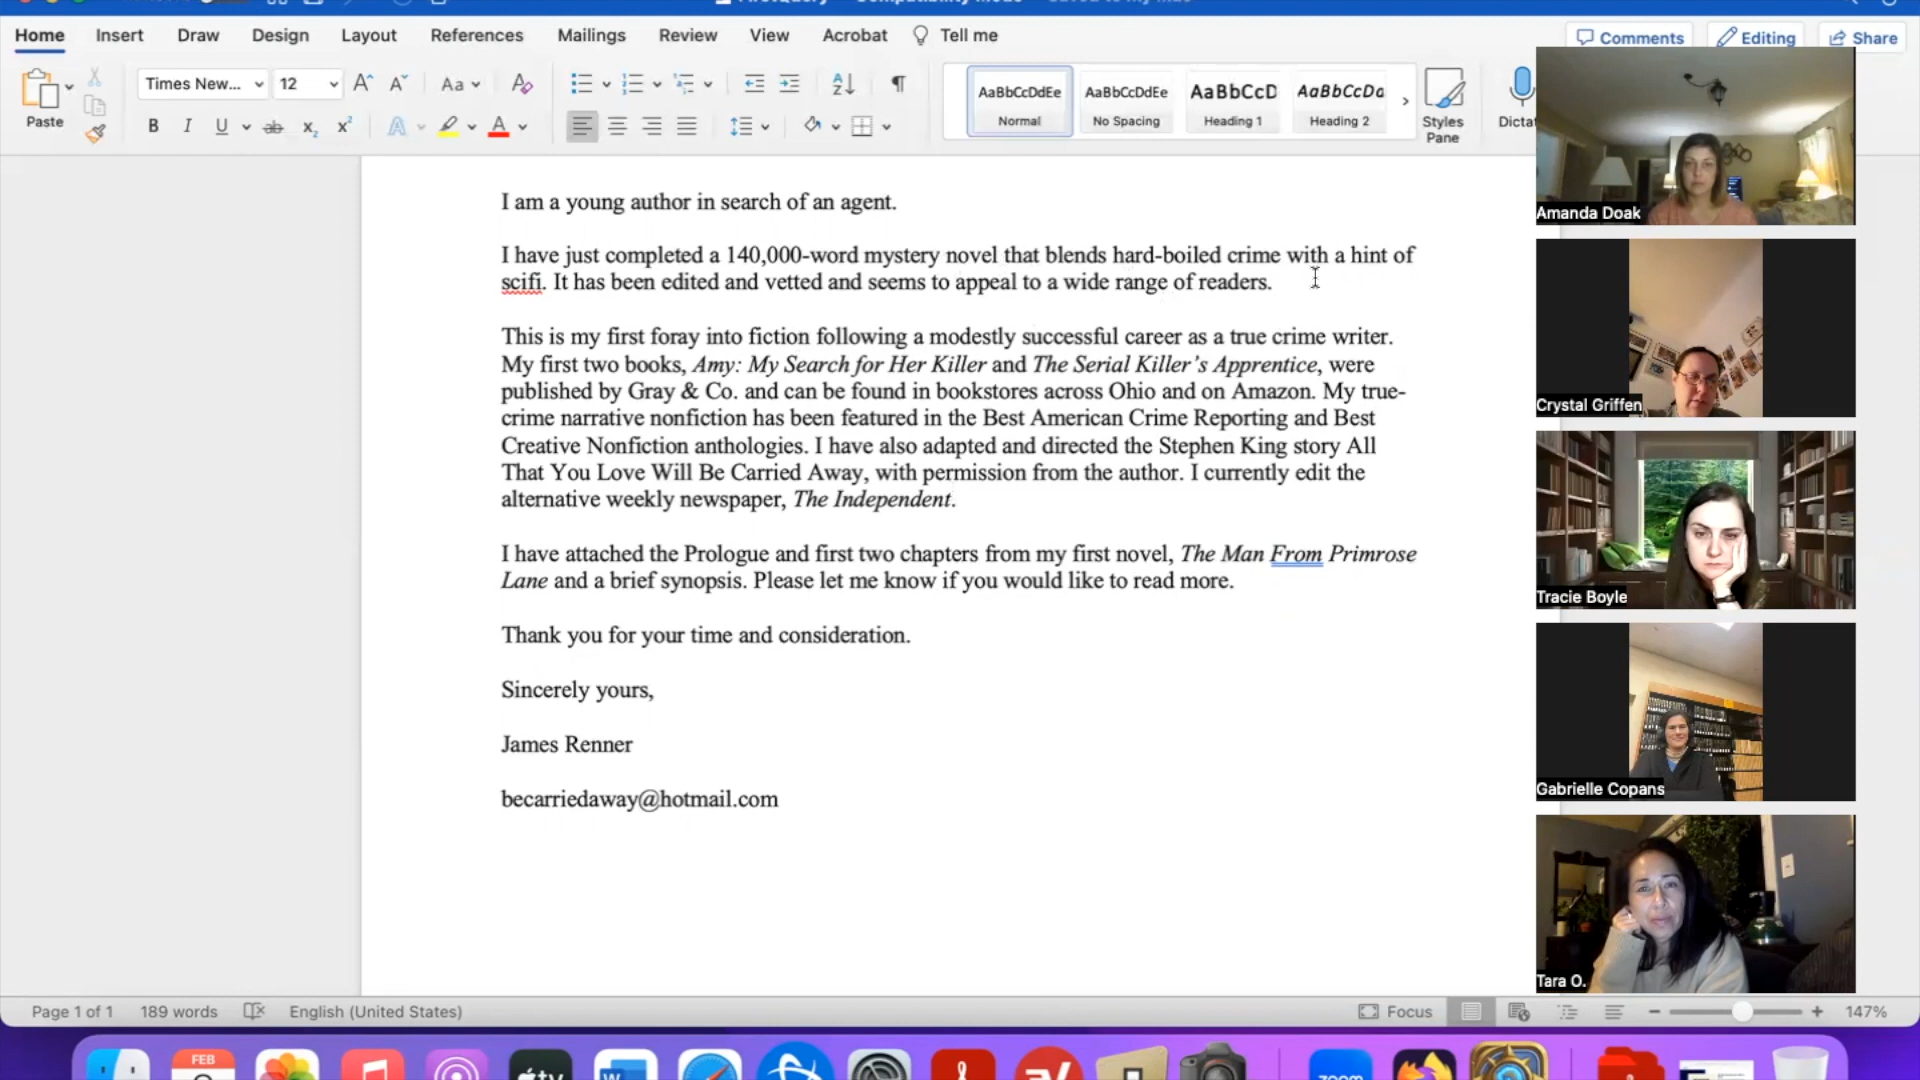 Home Insert Draw Design Layout References Mailings Review View Acrobat Tell me
Comments Editing Share
Times New... 12
Paste
AaBbCcDdEe AaBbCcDdEe AaBbCcD AaBbCcDd
Normal No Spacing Heading 1 Heading 2
Styles
Pane
Dictat
I am a young author in search of an agent.
I have just completed a 140,000-word mystery novel that blends hard-boiled crime with a hint of
scifi. It has been edited and vetted and seems to appeal to a wide range of readers.
This is my first foray into fiction following a modestly successful career as a true crime writer.
My first two books, Amy: My Search for Her Killer and The Serial Killer's Apprentice, were
published by Gray & Co. and can be found in bookstores across Ohio and on Amazon. My true-
crime narrative nonfiction has been featured in the Best American Crime Reporting and Best
Creative Nonfiction anthologies. I have also adapted and directed the Stephen King story All
That You Love Will Be Carried Away, with permission from the author. I currently edit the
alternative weekly newspaper, The Independent.
I have attached the Prologue and first two chapters from my first novel, The Man From Primrose
Lane and a brief synopsis. Please let me know if you would like to read more.
Thank you for your time and consideration.
Sincerely yours,
James Renner
becarriedaway@hotmail.com
Amanda Doak
Crystal Griffen
Tracie Boyle
Gabrielle Copans
Tara O.
Page 1 of 1 189 words English (United States)
Focus 147%
FEB
tv
zoom